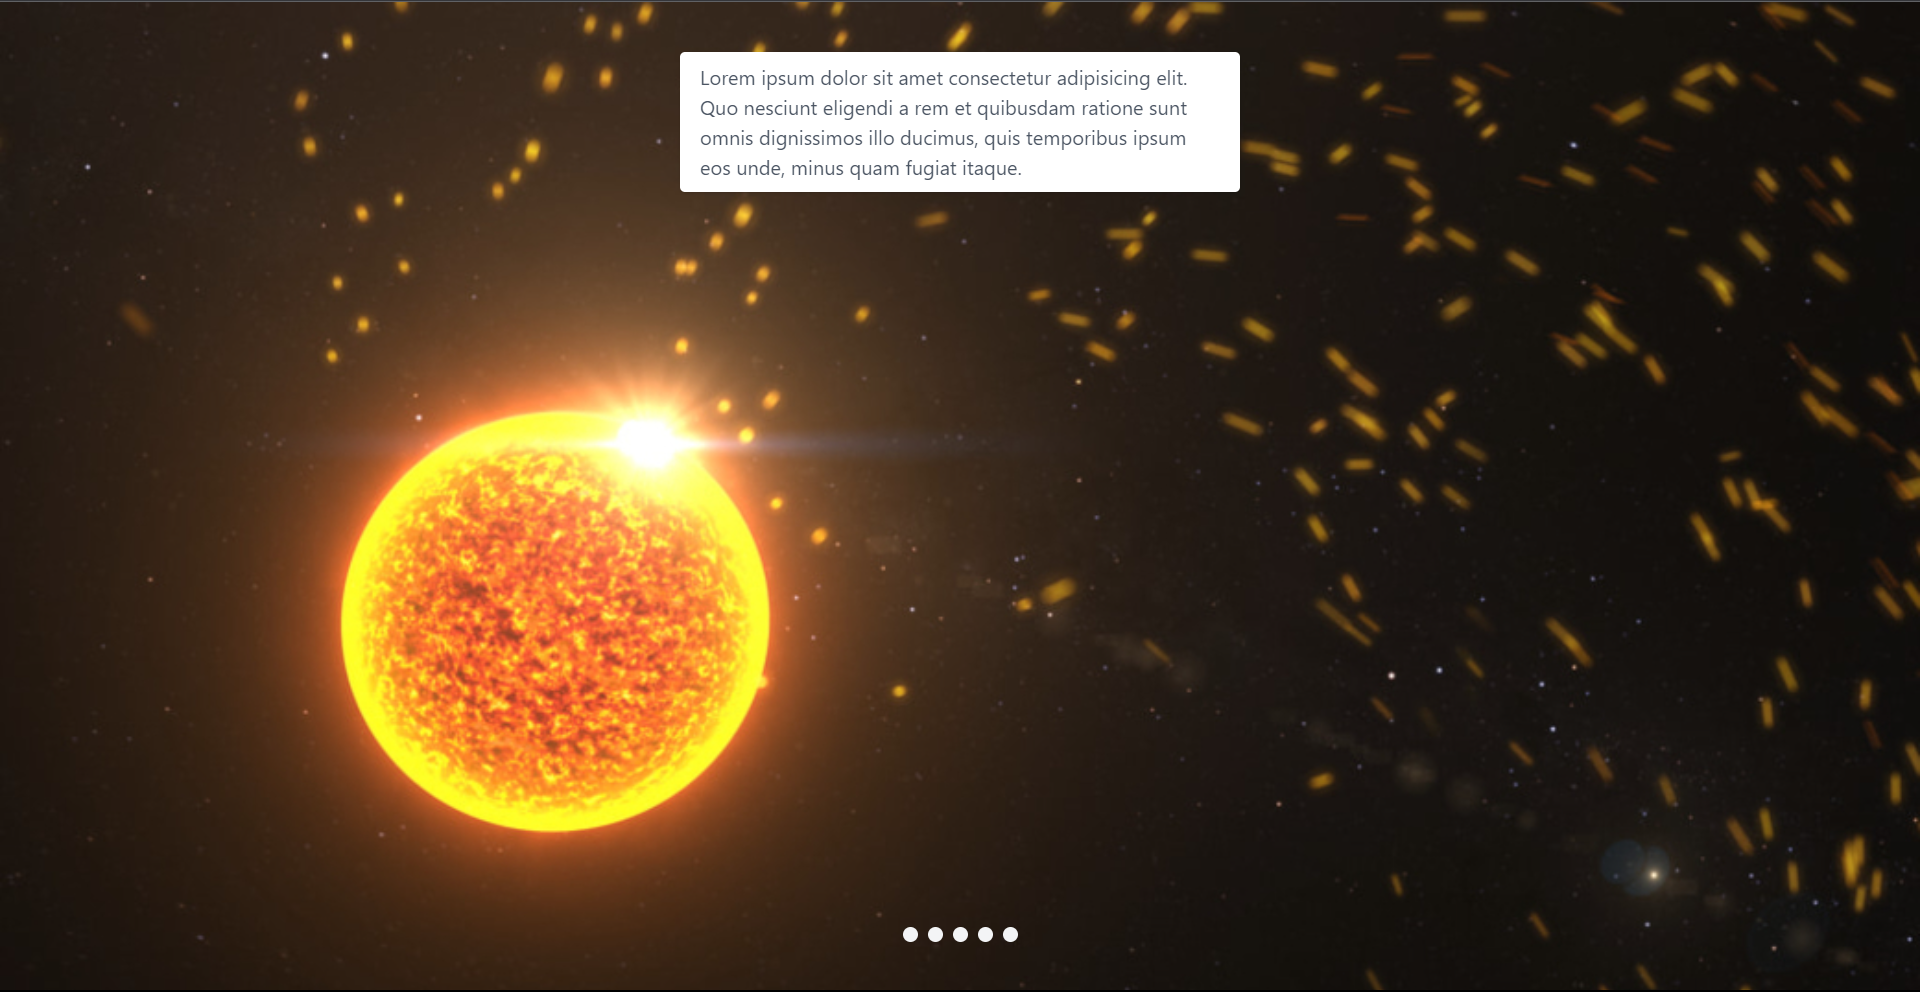 Lorem ipsum dolor sit amet consectetur adipisicing elit.
Quo nesciunt eligendi a rem et quibusdam ratione sunt
omnis dignissimos illo ducimus, quis temporibus ipsum
eos unde, minus quam fugiat itaque.